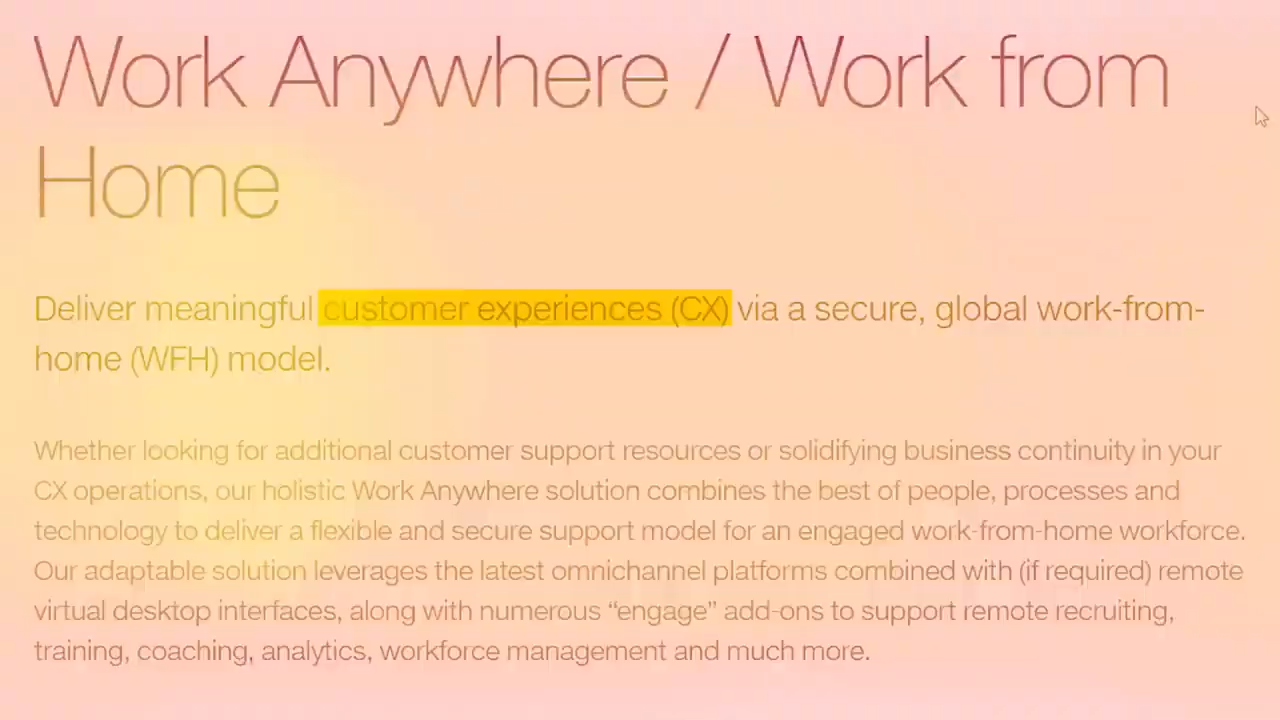 Work Anywhere / Work from
Home
Deliver meaningful customer experiences (CX) via a secure, global work-from-
home (WFH) model.
Whether looking for additional customer support resources or solidifying business continuity in your
CX operations, our holistic Work Anywhere solution combines the best of people, processes and
technology to deliver a flexible and secure support model for an engaged work-from-home workforce.
Our adaptable solution leverages the latest omnichannel platforms combined with (if required) remote
virtual desktop interfaces, along with numerous “engage” add-ons to support remote recruiting,
training, coaching, analytics, workforce management and much more.